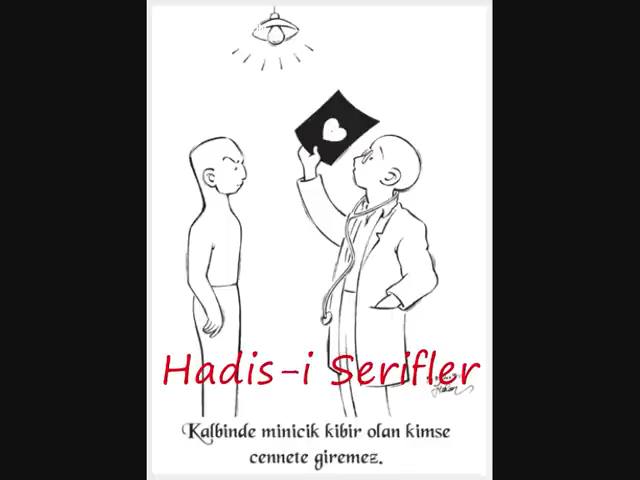 Hadis-i Serifler
Kalbinde minicik kibir olan kimse
cennete giremez.